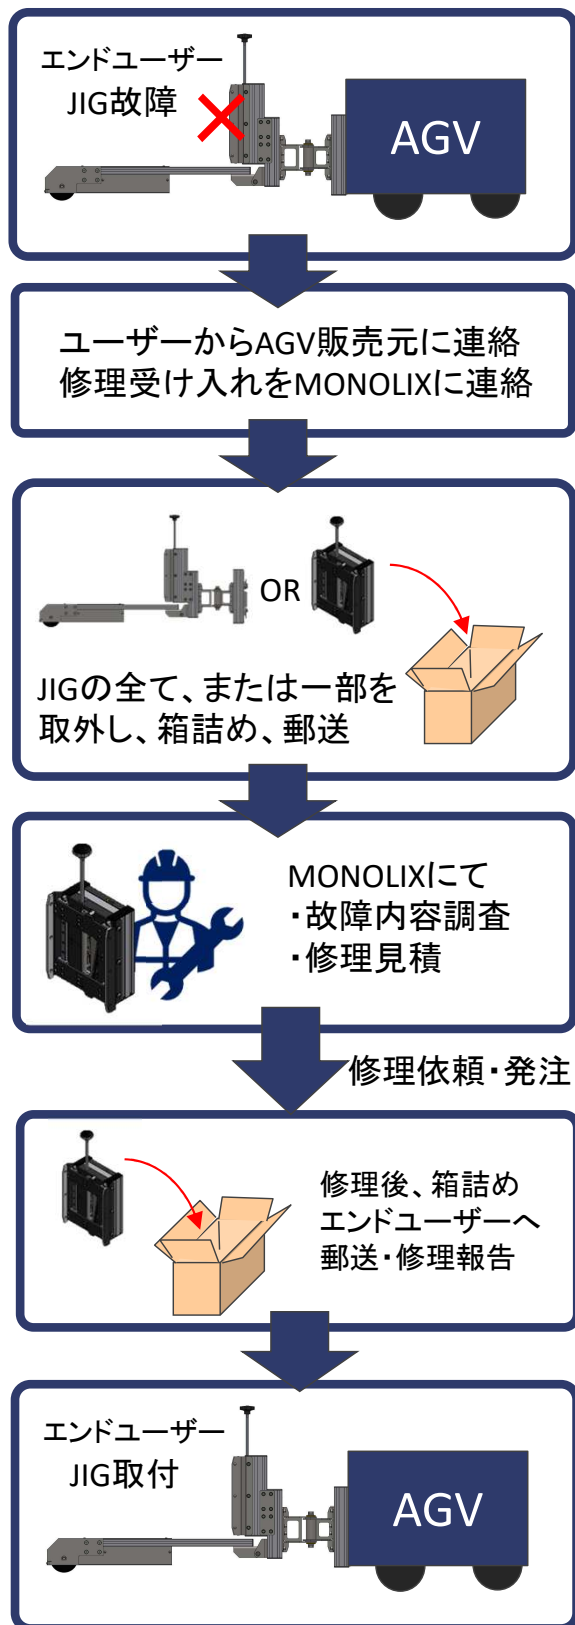 エンドユーザー
JIG故障
AGV
ユーザーからAGV販売元に連絡
修理受け入れをMONOLIXに連絡
OR
JIGの全て、または一部を
取外し、箱詰め、郵送
MONOLIXにて
・故障内容調査
・修理見積
修理依頼・発注
修理後、箱詰め
エンドユーザーへ
郵送・修理報告
エンドユーザー
JIG取付
AGV